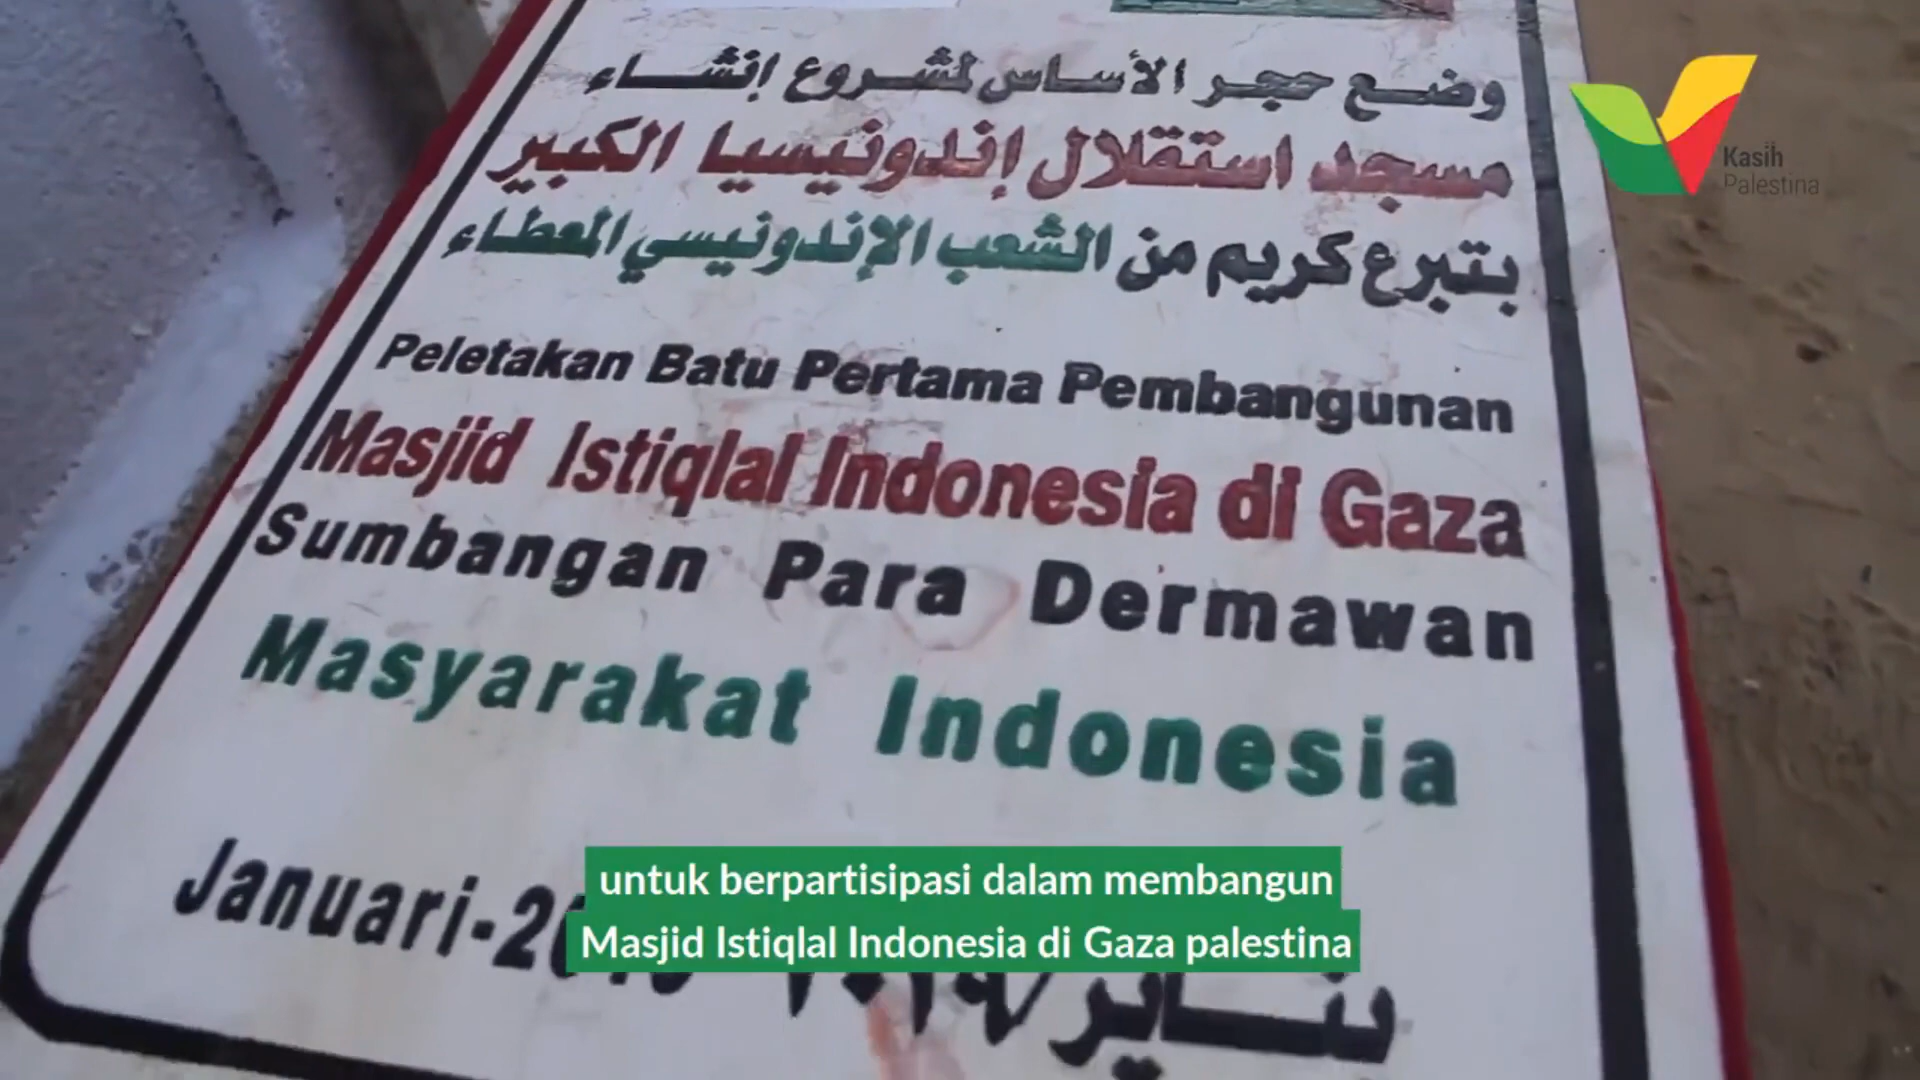 وضع حجر الأساس لمشروع إنشاء
مسجد استقلال إندونيسيا الكبير
بتبرع كريم من الشعب الإندونيسي المعطاء
Peletakan Batu Pertama Pembangunan
Masjid Istiqlal Indonesia di Gaza
Sumbangan Para Dermawan
Masyarakat Indonesia
يناير
Kasih
Palestina
untuk berpartisipasi dalam membangun
Masjid Istiqlal Indonesia di Gaza palestina